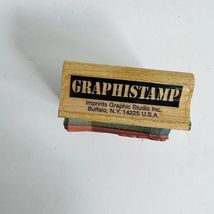 GRAPHISTAMP
Imprints Graphic Studio Inc.
Buffalo, N.Y. 14225 U.S.A.